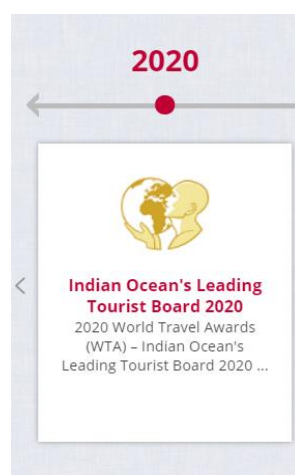 2020
Indian Ocean's Leading
Tourist Board 2020
2020 World Travel Awards
(WTA) – Indian Ocean's
Leading Tourist Board 2020 ...